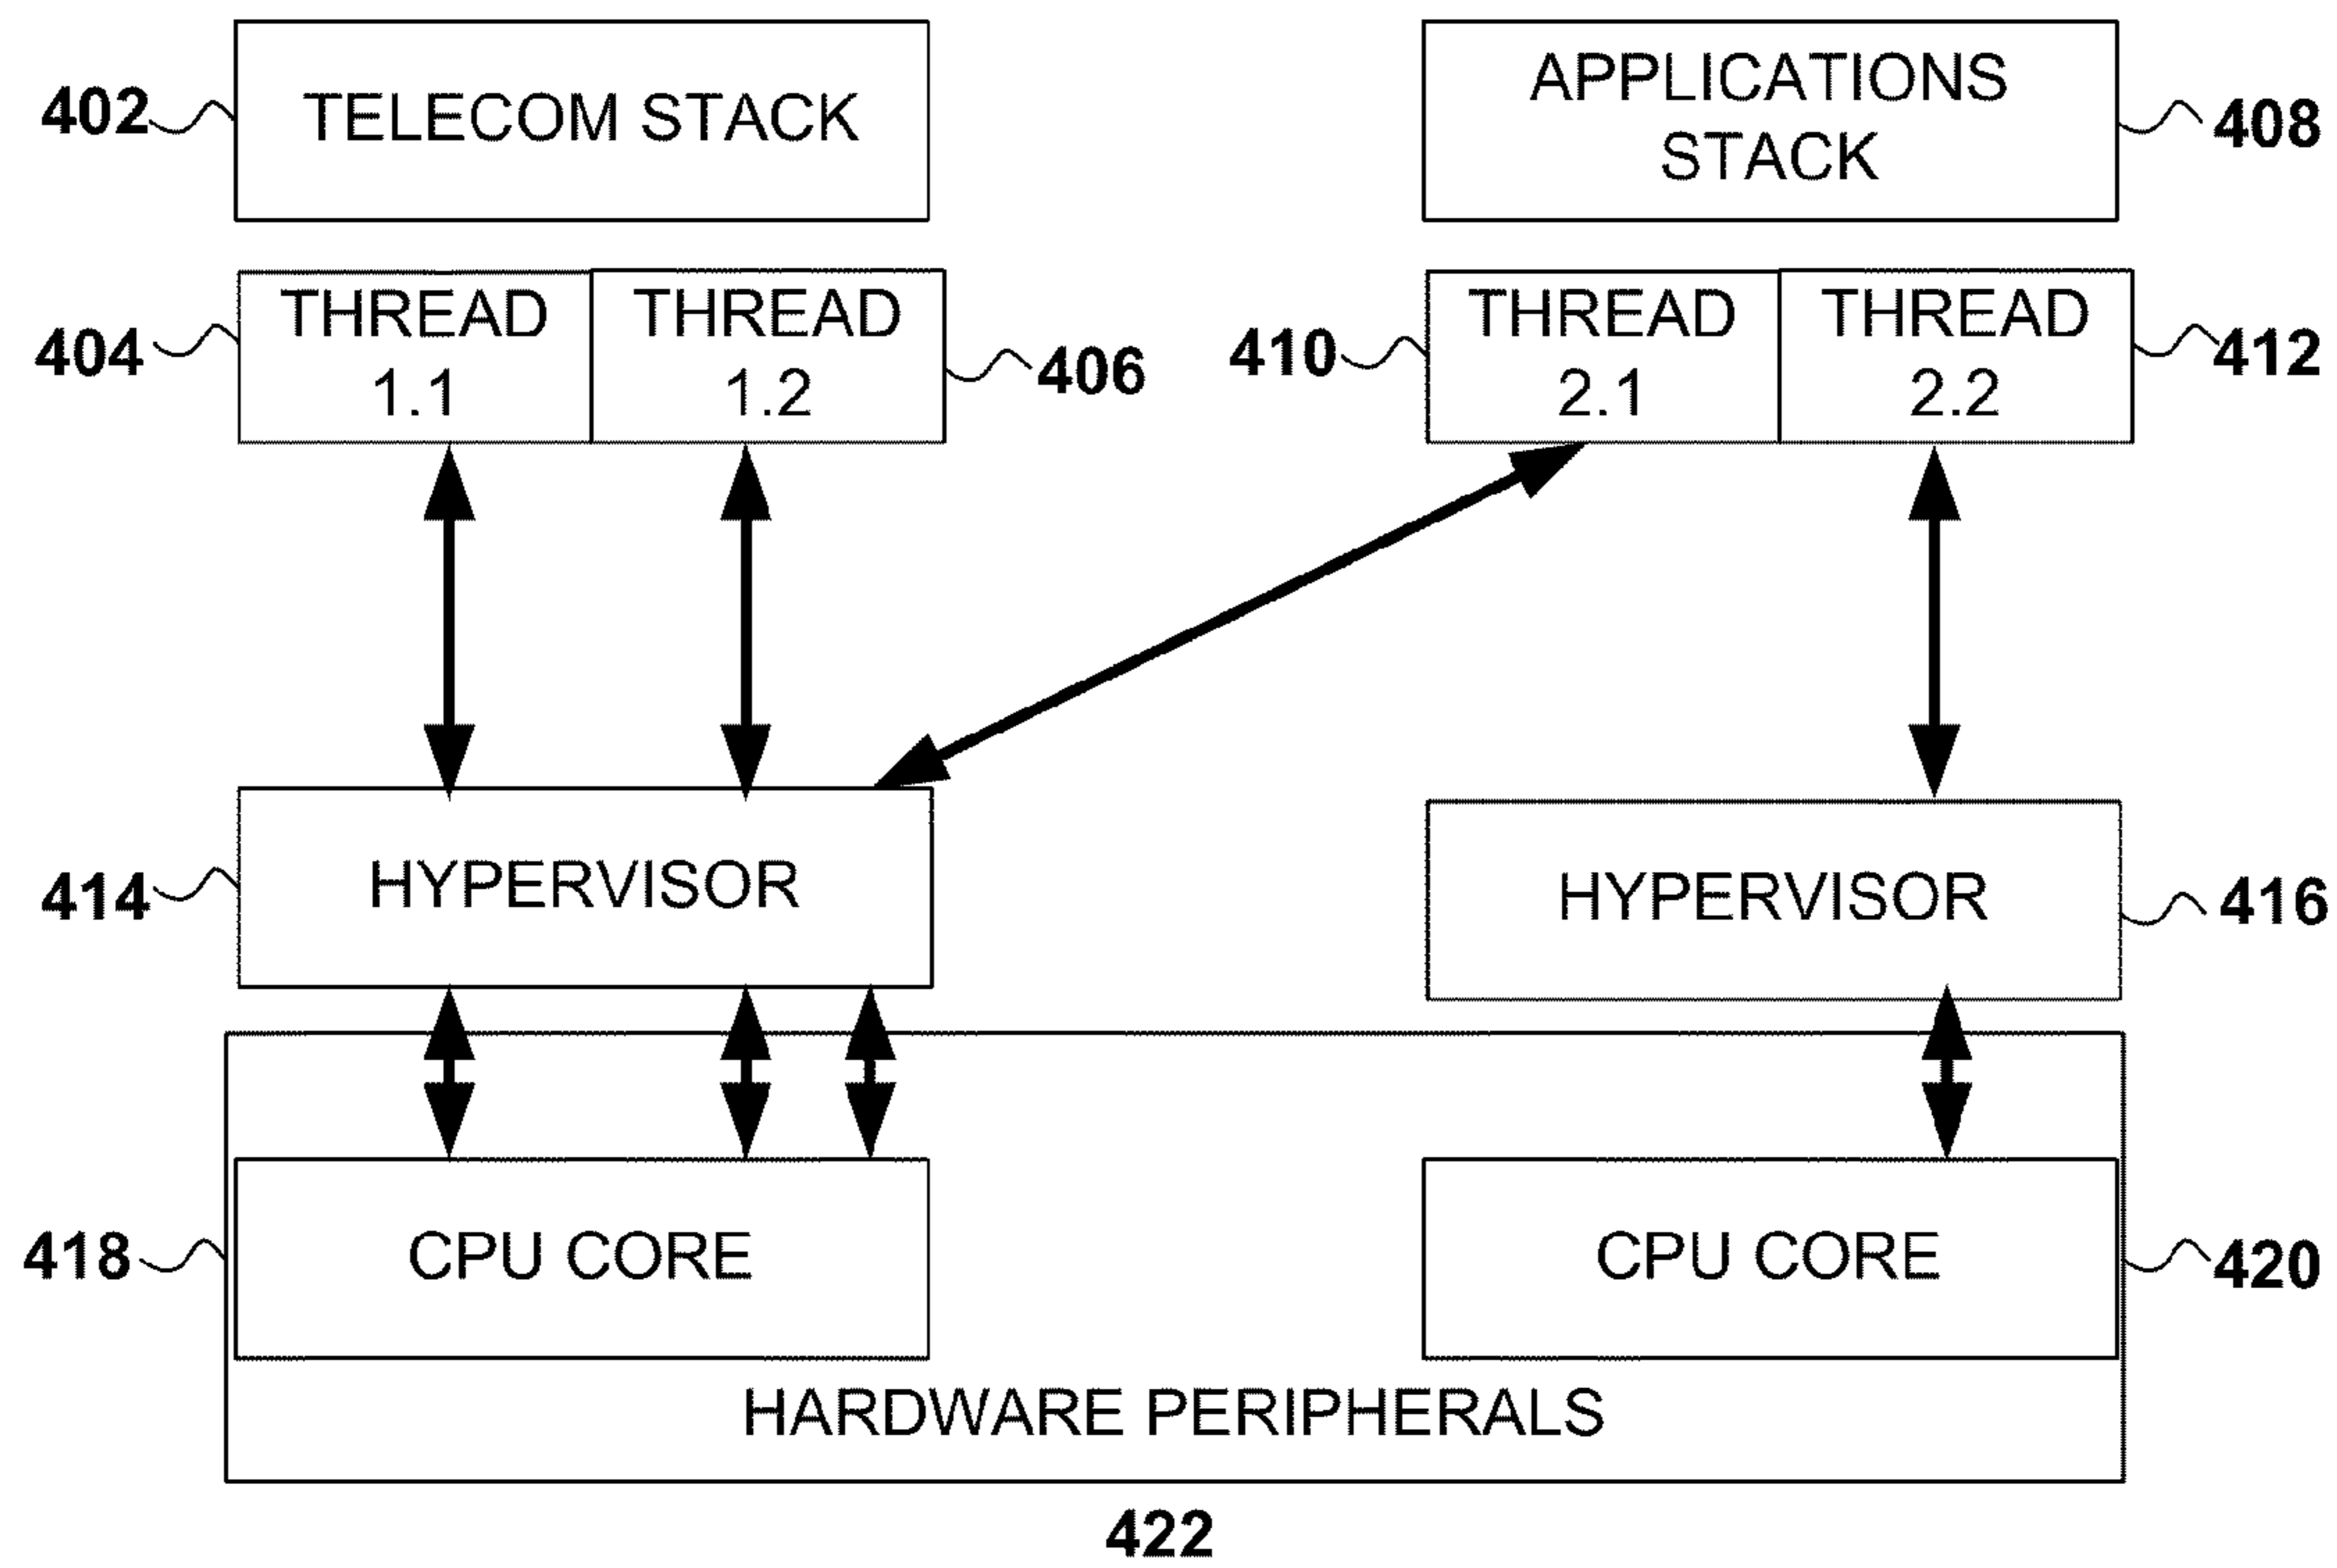 402
TELECOM STACK
APPLICATIONS
STACK
408
404
THREAD
1.1
THREAD
1.2
406
410
THREAD
2.1
THREAD
2.2
412
414
HYPERVISOR
HYPERVISOR
416
418
CPU CORE
CPU CORE
420
HARDWARE PERIPHERALS
422